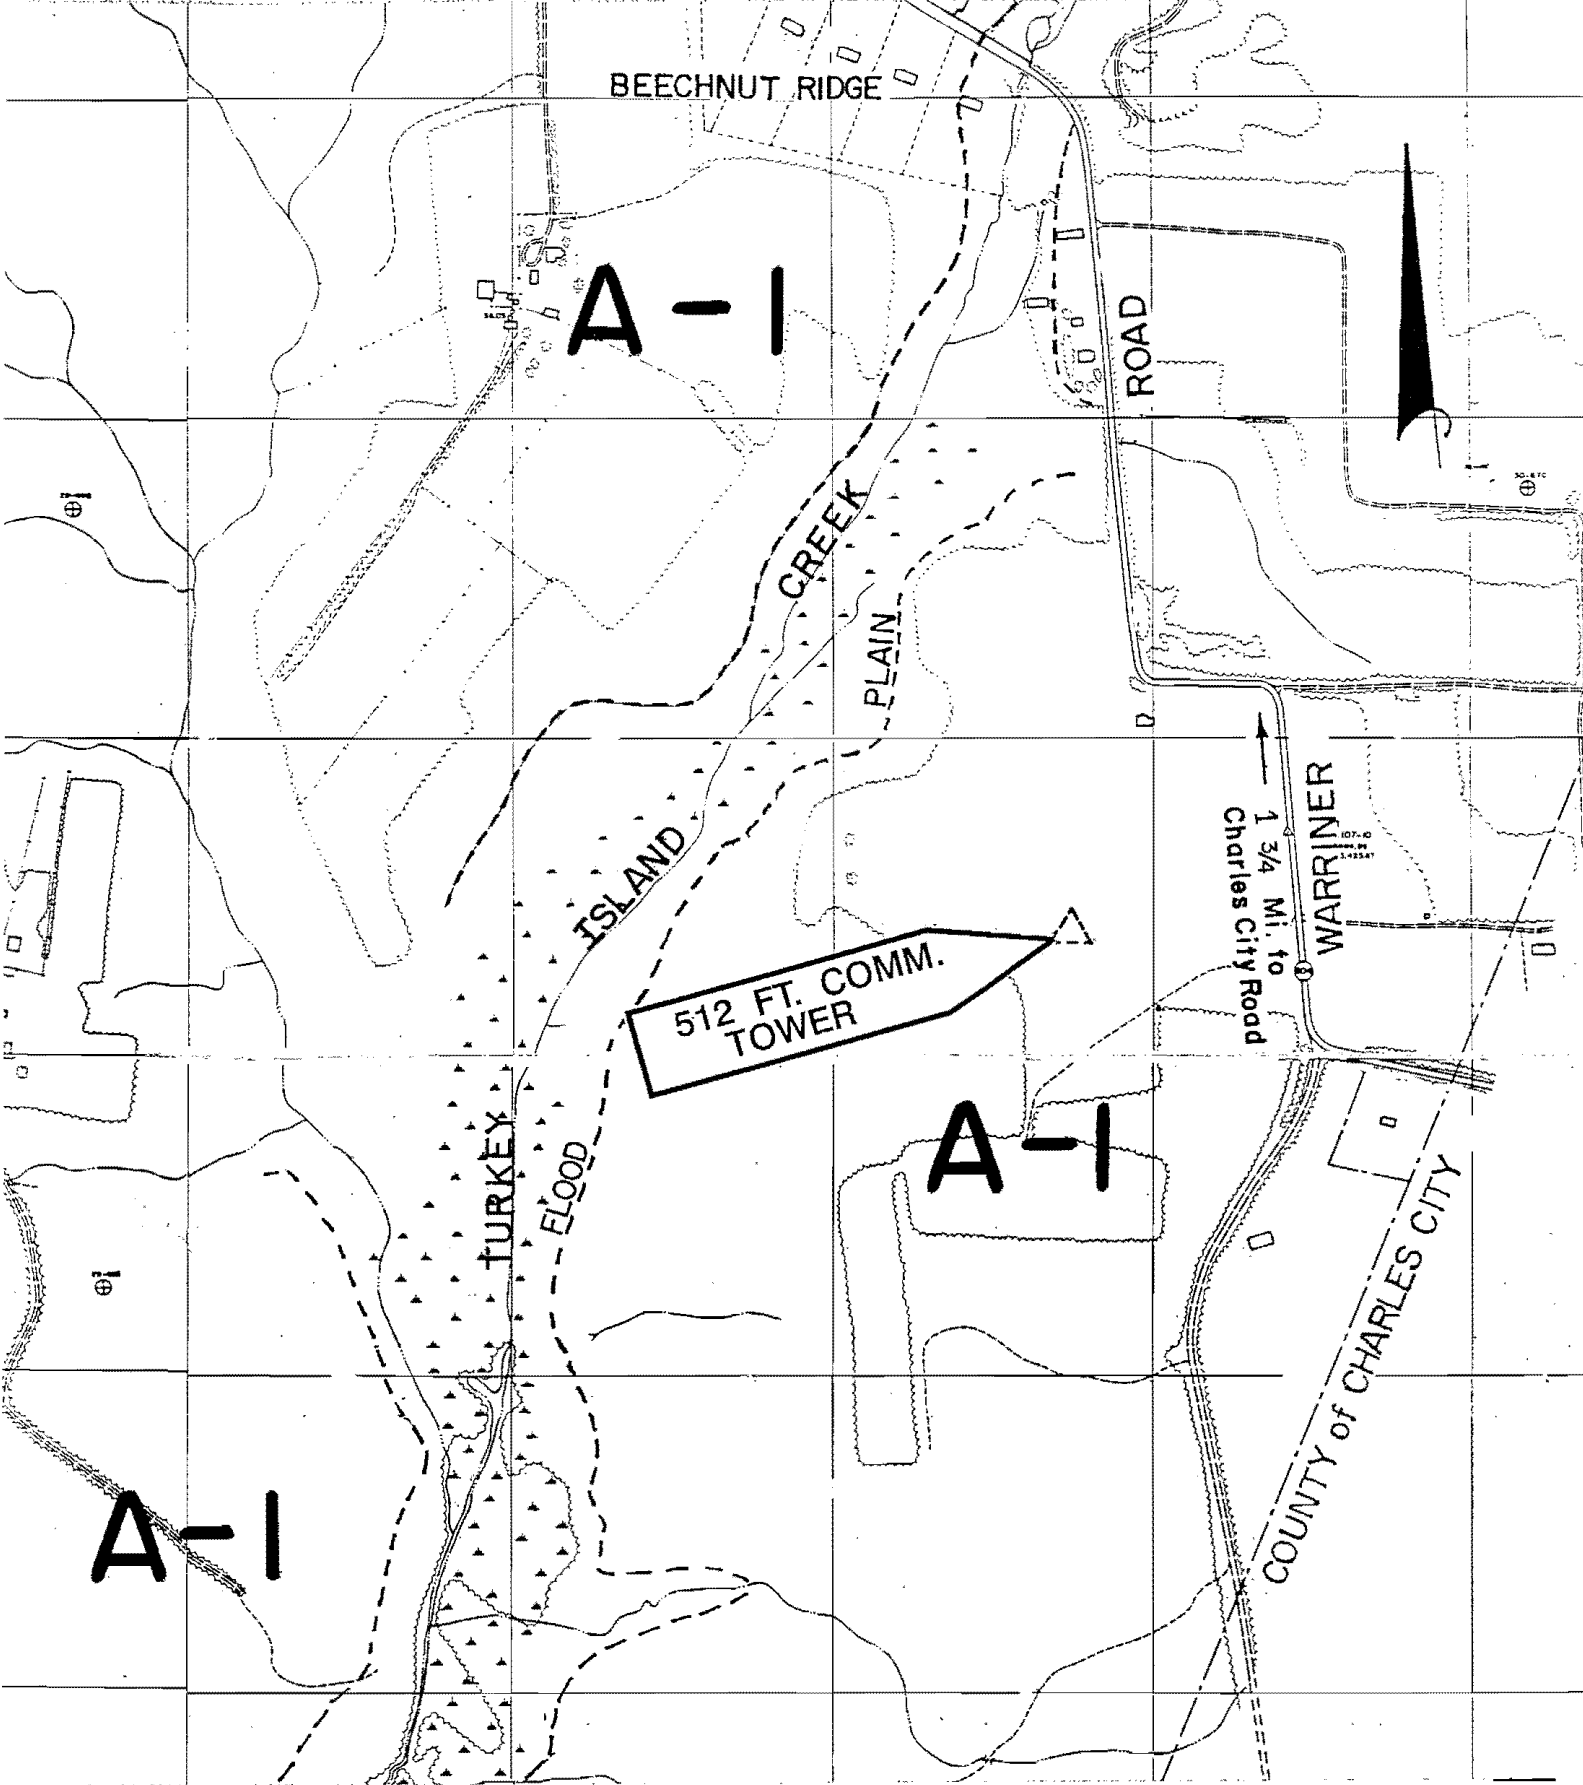 BEECHNUT RIDGE
A-1
ROAD
CREEK
PLAIN
WARRINER
1 3/4 Mi. to
Charles City Road
ISLAND
512 FT. COMM.
TOWER
TURKEY
FLOOD
A-1
COUNTY of CHARLES CITY
A-1